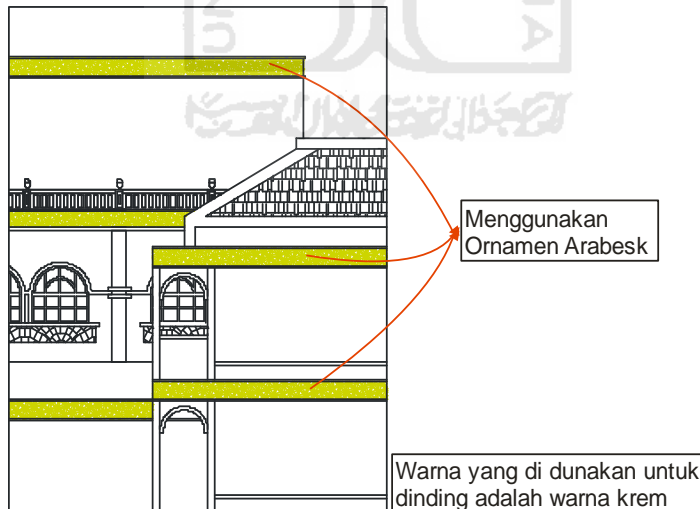 Menggunakan
Ornamen Arabesk
Warna yang di dunakan untuk
dinding adalah warna krem